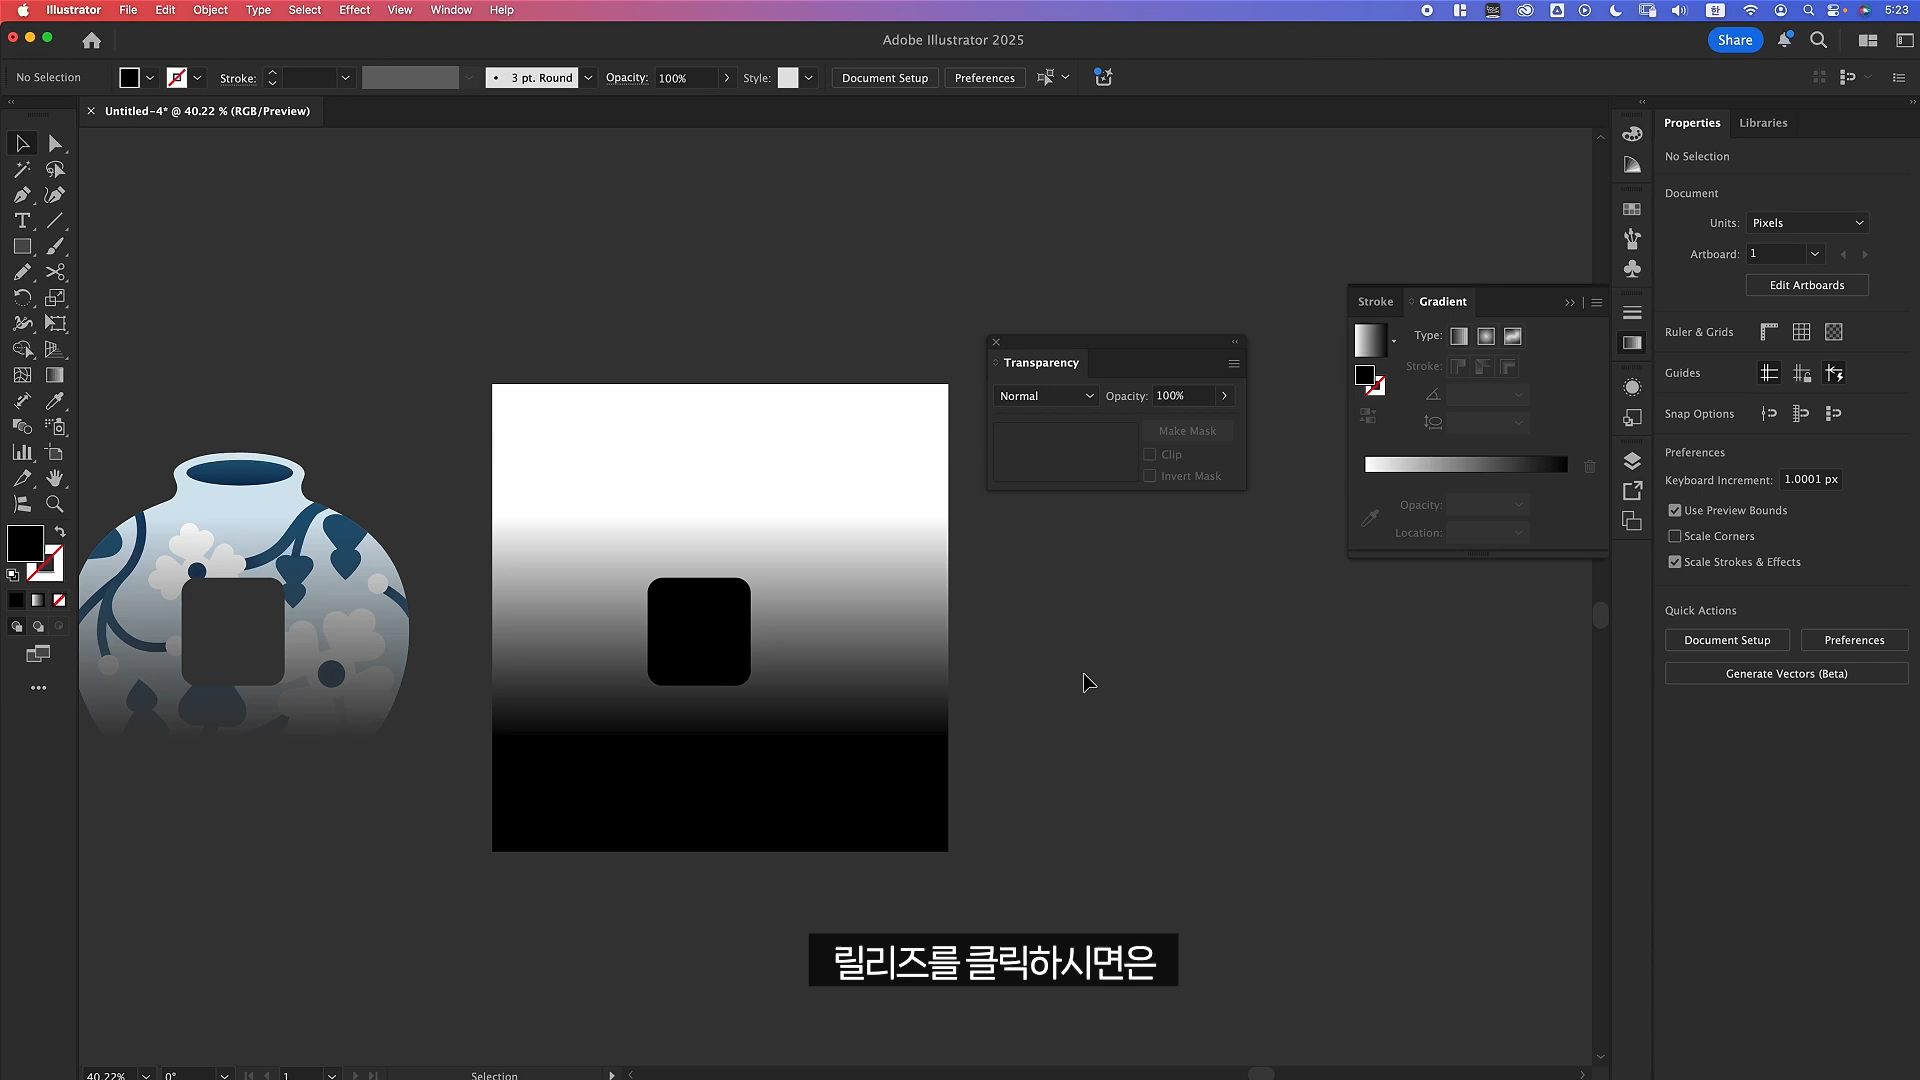 Illustrator File Edit Object Type Select Effect View Window Help 5:23
Adobe Illustrator 2025 Share
No Selection Stroke: 3 pt. Round Opacity: 100% Style: Document Setup Preferences
Untitled-4* @ 40.22 % (RGB/Preview)
Transparency
Normal Opacity: 100%
Make Mask
Clip
Invert Mask
Stroke Gradient
Type:
Stroke:
Opacity:
Location:
Properties Libraries
No Selection
Document
Units: Pixels
Artboard: 1
Edit Artboards
Ruler & Grids
Guides
Snap Options
Preferences
Keyboard Increment: 1.0001 px
Use Preview Bounds
Scale Corners
Scale Strokes & Effects
Quick Actions
Document Setup Preferences
Generate Vectors (Beta)
릴리즈를 클릭하시면은
40.22% 0° 1 Selection